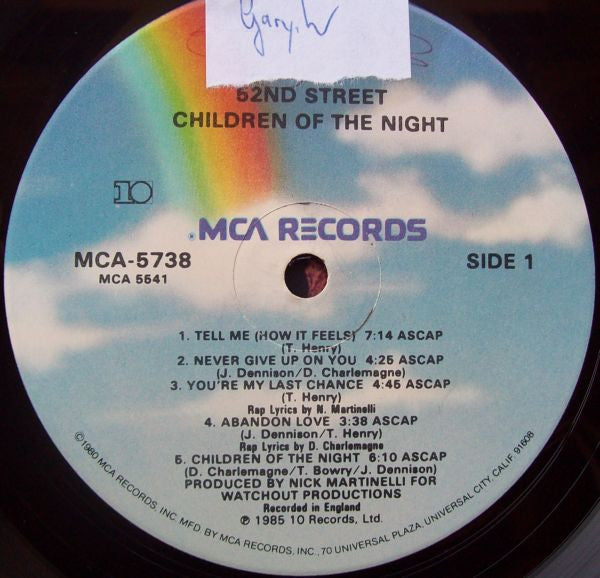 Gary. W
52ND STREET
CHILDREN OF THE NIGHT
10
MCA RECORDS
MCA-5738
SIDE 1
MCA 5541
1. TELL ME (HOW IT FEELS) 7:14 ASCAP
(T. Henry)
2. NEVER GIVE UP ON YOU 4:25 ASCAP
(J. Dennison/D. Charlemagne)
3. YOU'RE MY LAST CHANCE 4:45 ASCAP
(T. Henry)
Rap Lyrics by N. Martinelli
4. ABANDON LOVE 3:38 ASCAP
(J. Dennison/T. Henry)
Rap Lyrics by D. Charlemagne
5. CHILDREN OF THE NIGHT 6:10 ASCAP
(D. Charlemagne/T. Bowry/J. Dennison)
PRODUCED BY NICK MARTINELLI FOR
WATCHOUT PRODUCTIONS
Recorded in England
℗ 1985 10 Records, Ltd.
©1980 MCA RECORDS, INC. MFD BY MCA RECORDS, INC., 70 UNIVERSAL PLAZA, UNIVERSAL CITY, CALIF. 91608